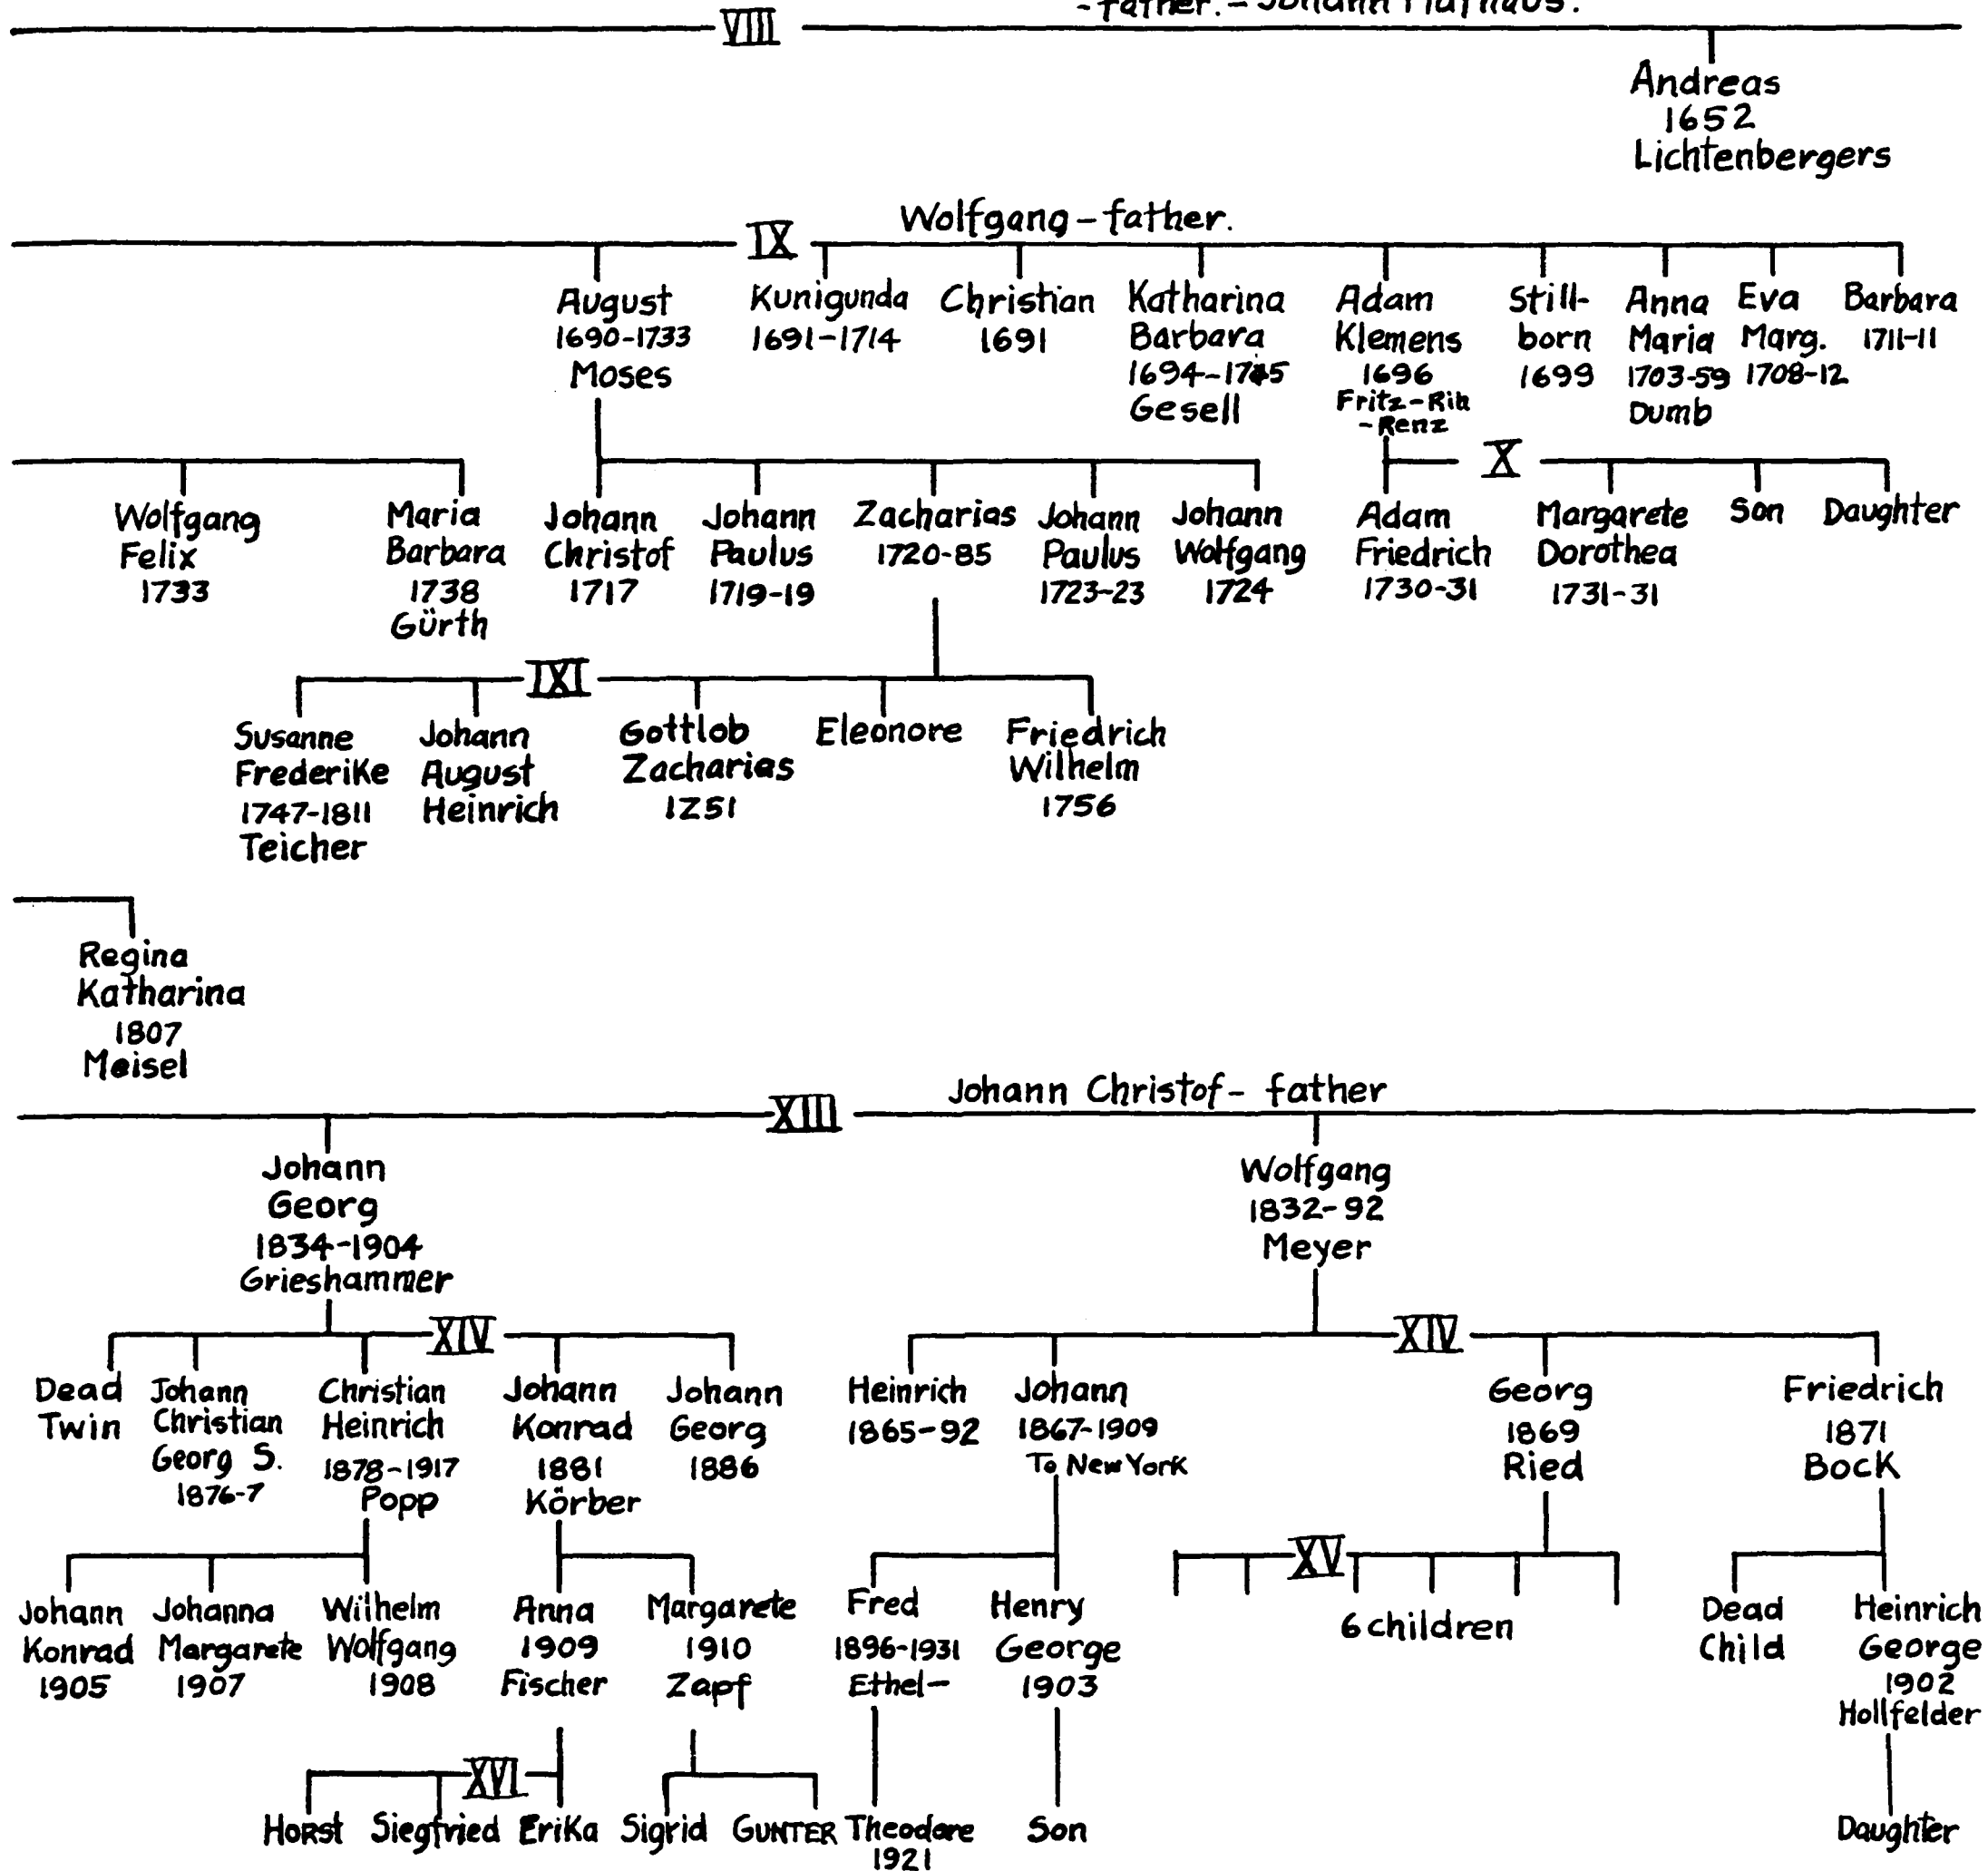 -father.-Johann Mathäus.
VIII
Andreas
1652
Lichtenbergers
Wolfgang-father.
IX
August
1690-1733
Moses
Kunigunda
1691-1714
Christian
1691
Katharina
Barbara
1694-1745
Gesell
Adam
Klemens
1696
Fritz-Rih
-Renz
Still-
born
1699
Anna
Maria
1703-59
Dumb
Eva
Marg.
1708-12
Barbara
1711-11
X
Wolfgang
Felix
1733
Maria
Barbara
1738
Gürth
Johann
Christof
1717
Johann
Paulus
1719-19
Zacharias
1720-85
Johann
Paulus
1723-23
Johann
Wolfgang
1724
Adam
Friedrich
1730-31
Margarete
Dorothea
1731-31
Son
Daughter
IXI
Susanne
Frederike
1747-1811
Teicher
Johann
August
Heinrich
Gottlob
Zacharias
1751
Eleonore
Friedrich
Wilhelm
1756
Regina
Katharina
1807
Meisel
Johann Christof- father
XIII
Johann
Georg
1834-1904
Grieshammer
Wolfgang
1832-92
Meyer
XIV
XIV
Dead
Twin
Johann
Christian
Georg S.
1876-7
Christian
Heinrich
1878-1917
Popp
Johann
Konrad
1881
Körber
Johann
Georg
1886
Heinrich
1865-92
Johann
1867-1909
To New York
Georg
1869
Ried
Friedrich
1871
Bock
XV
Johann
Konrad
1905
Johanna
Margarete
1907
Wilhelm
Wolfgang
1908
Anna
1909
Fischer
Margarete
1910
Zapf
Fred
1896-1931
Ethel-
Henry
George
1903
6 children
Dead
Child
Heinrich
George
1902
Hollfelder
XVI
Horst
Siegfried
Erika
Sigrid
GUNTER
Theodore
1921
Son
Daughter